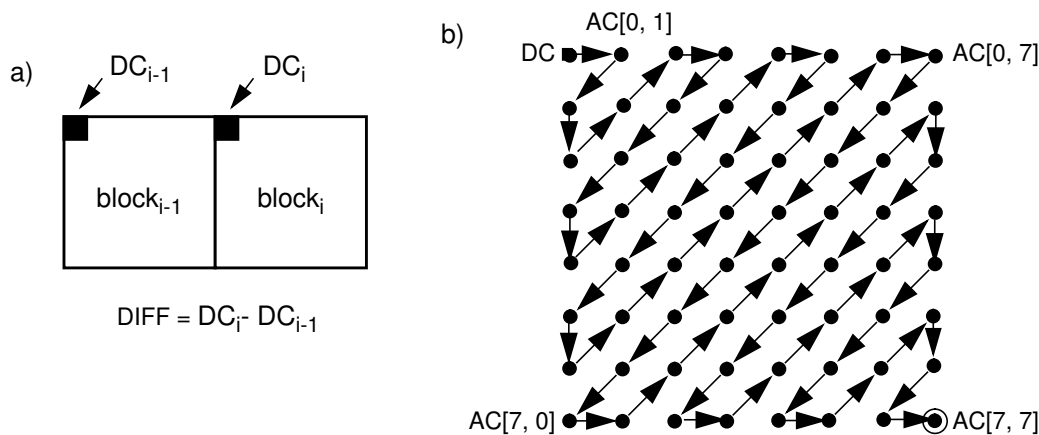 a)
DCi-1
DCi
blocki-1
blocki
DIFF = DCi- DCi-1
b)
AC[0, 1]
DC
AC[0, 7]
AC[7, 0]
AC[7, 7]